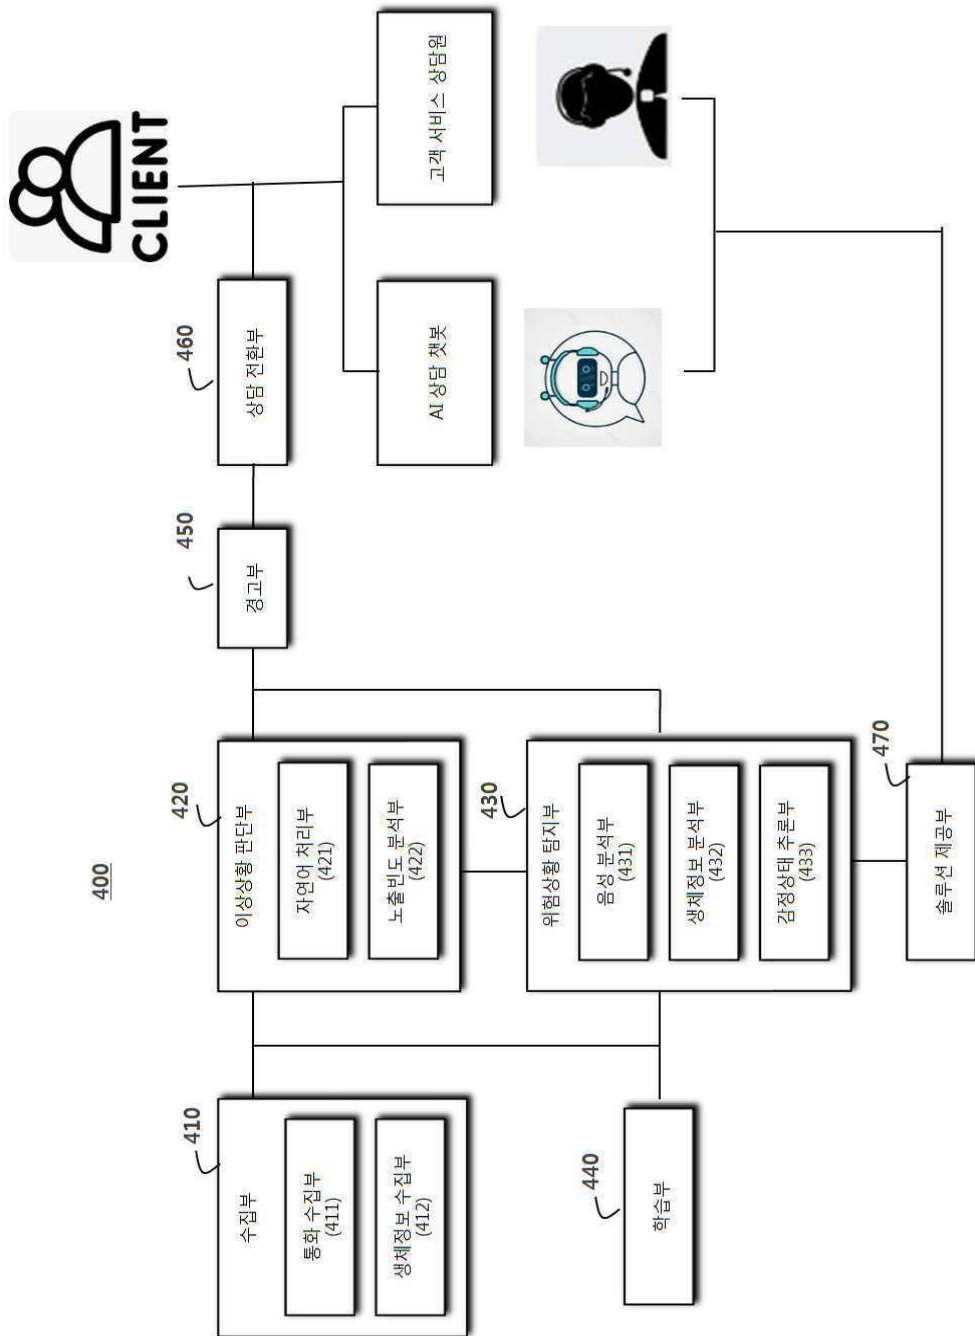 400
410
수집부
통화 수집부
(411)
생체정보 수집부
(412)
420
이상상황 판단부
자연어 처리부
(421)
노출빈도 분석부
(422)
430
위험상황 탐지부
음성 분석부
(431)
생체정보 분석부
(432)
감정상태 추론부
(433)
440
학습부
450
경고부
460
상담 전환부
470
솔루션 제공부
CLIENT
AI 상담 챗봇
고객 서비스 상담원